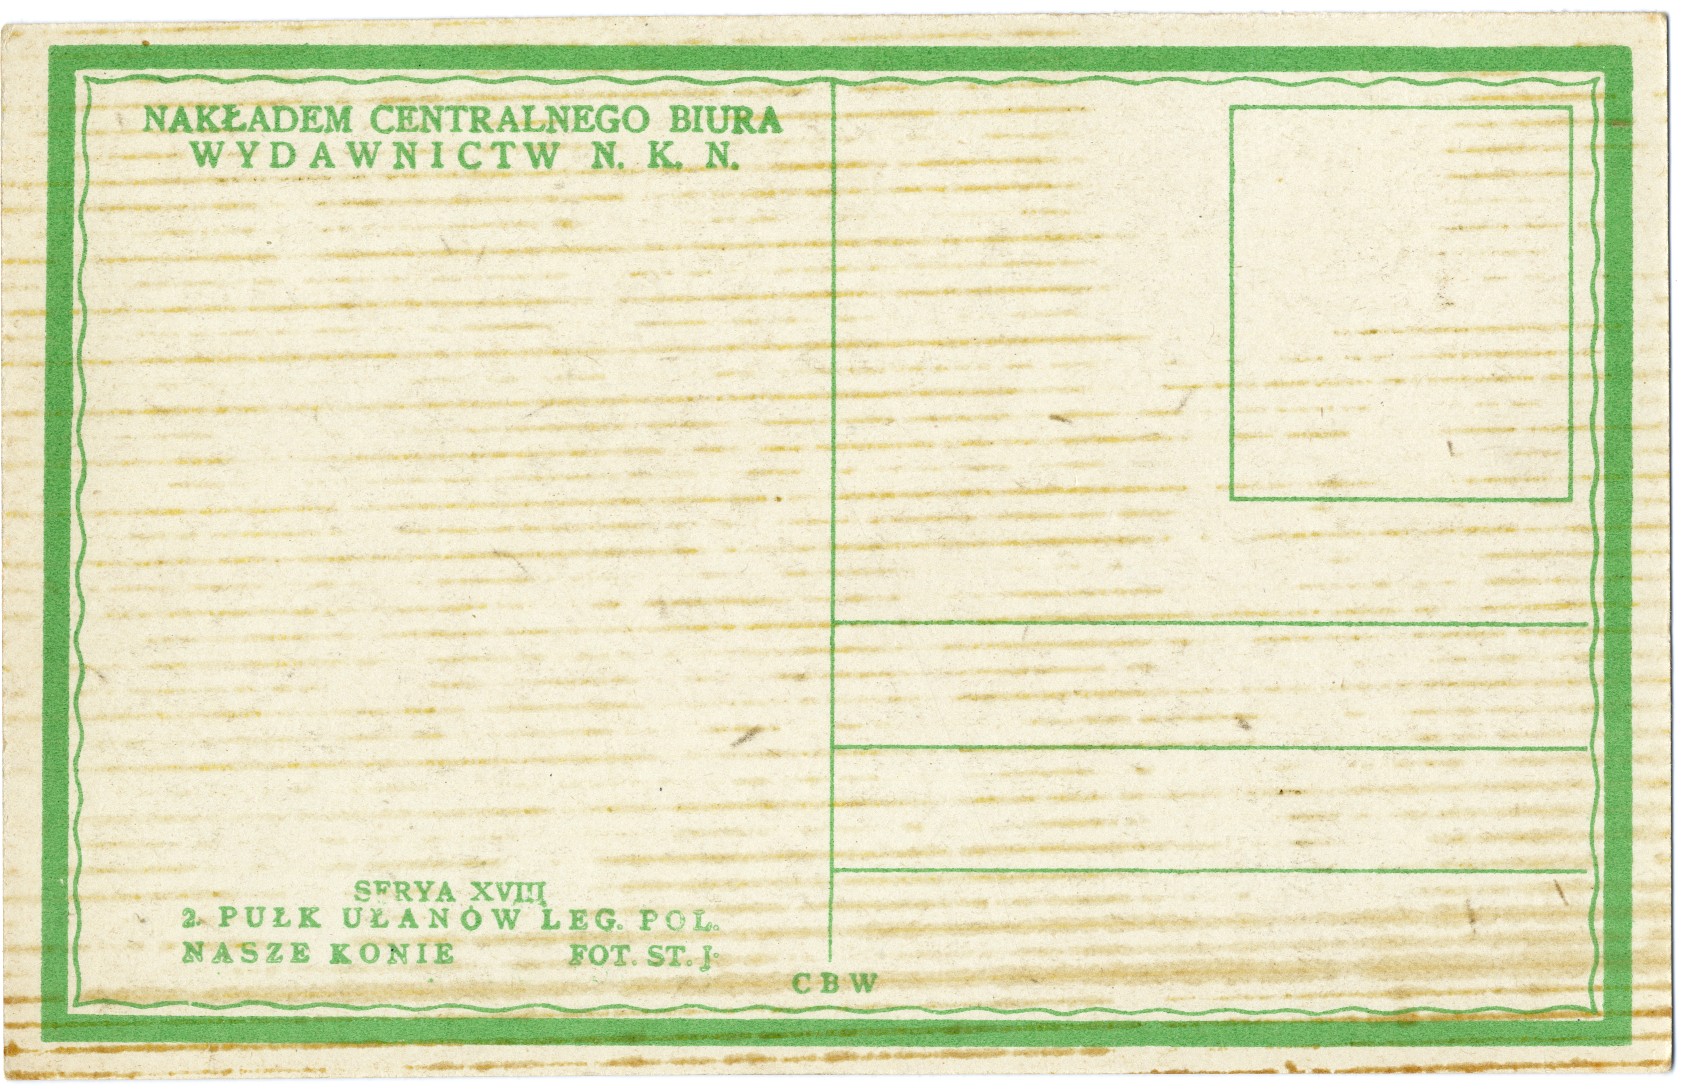 NAKŁADEM CENTRALNEGO BIURA
WYDAWNICTW N. K. N.
SERYA XVIII
2. PUŁK UŁANÓW LEG. POL.
NASZE KONIE FOT. ST. J.
CBW